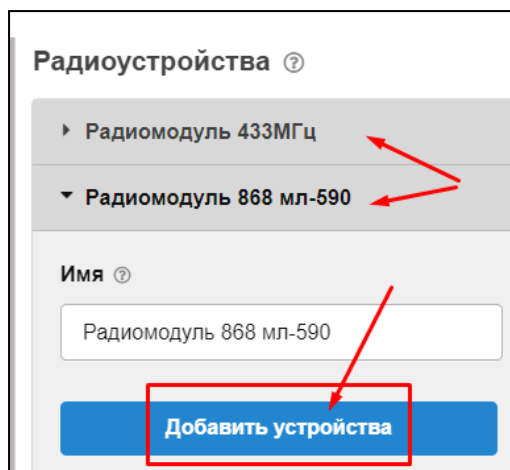 Радиоустройства ?
Радиомодуль 433МГц
Радиомодуль 868 мл-590
Имя ?
Радиомодуль 868 мл-590
Добавить устройства